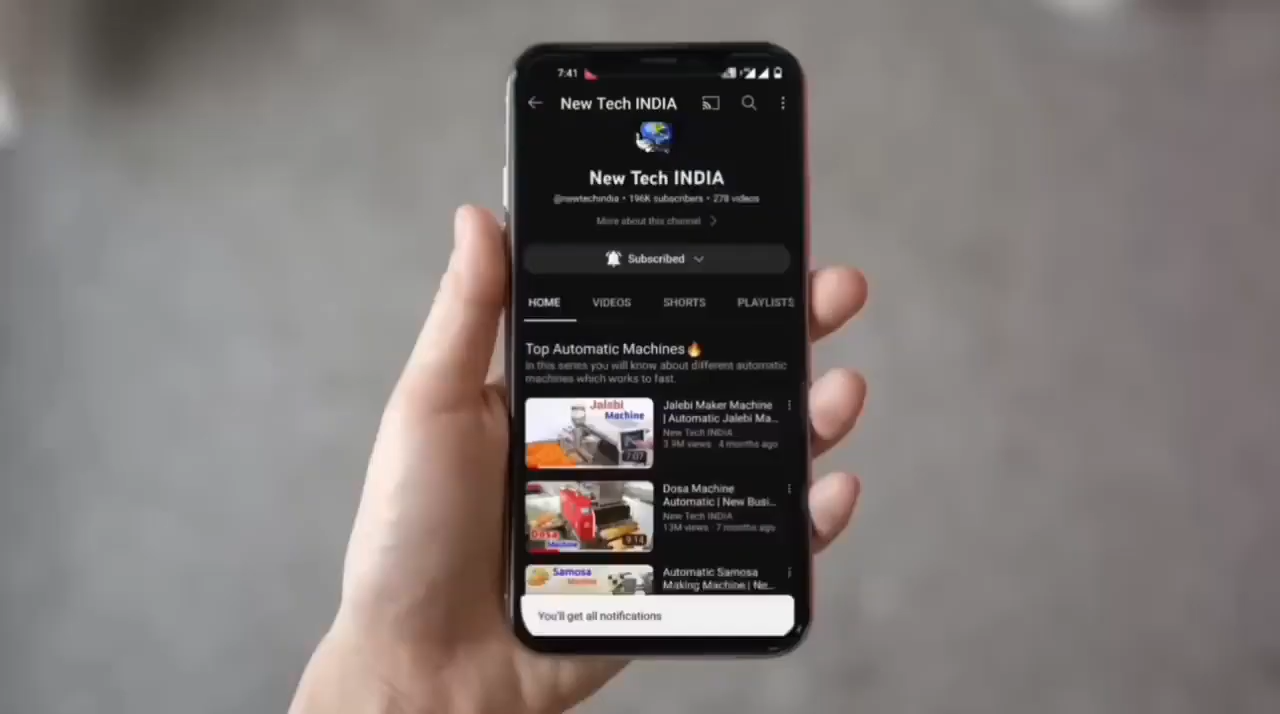 7:41
New Tech INDIA
New Tech INDIA
@newtechindia • 196K subscribers • 278 videos
More about this channel
Subscribed
HOME VIDEOS SHORTS PLAYLISTS
Top Automatic Machines🔥
In this series you will know about different automatic
machines which works to fast.
Jalebi
Machine
7:07
Jalebi Maker Machine
| Automatic Jalebi Ma...
New Tech INDIA
3.9M views · 4 months ago
Dosa
Machine
9:14
Dosa Machine
Automatic | New Busi...
New Tech INDIA
13M views · 7 months ago
Samosa
Machine
Automatic Samosa
Making Machine | Ne...
You'll get all notifications